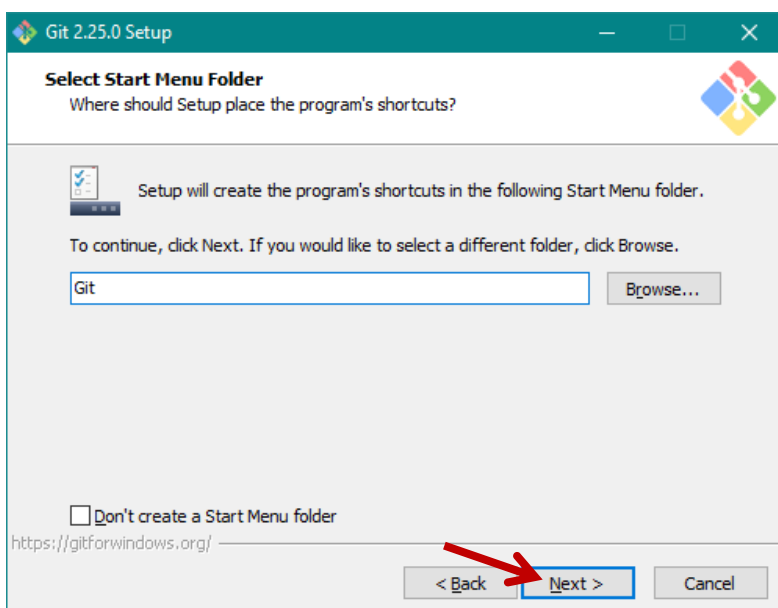 Git 2.25.0 Setup
Select Start Menu Folder
Where should Setup place the program's shortcuts?
Setup will create the program's shortcuts in the following Start Menu folder.
To continue, click Next. If you would like to select a different folder, click Browse.
Git
Browse...
Don't create a Start Menu folder
https://gitforwindows.org/
< Back
Next >
Cancel